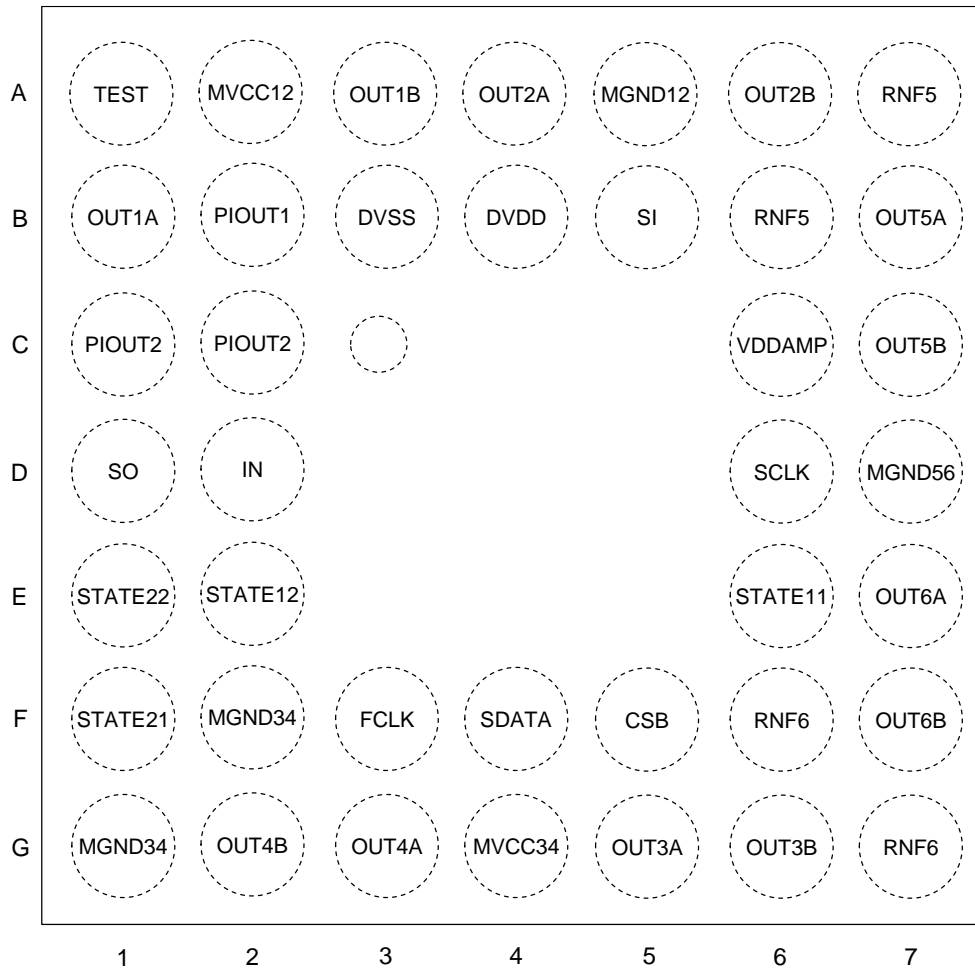 A TEST MVCC12 OUT1B OUT2A MGND12 OUT2B RNF5
B OUT1A PIOUT1 DVSS DVDD SI RNF5 OUT5A
C PIOUT2 PIOUT2 VDDAMP OUT5B
D SO IN SCLK MGND56
E STATE22 STATE12 STATE11 OUT6A
F STATE21 MGND34 FCLK SDATA CSB RNF6 OUT6B
G MGND34 OUT4B OUT4A MVCC34 OUT3A OUT3B RNF6
1 2 3 4 5 6 7